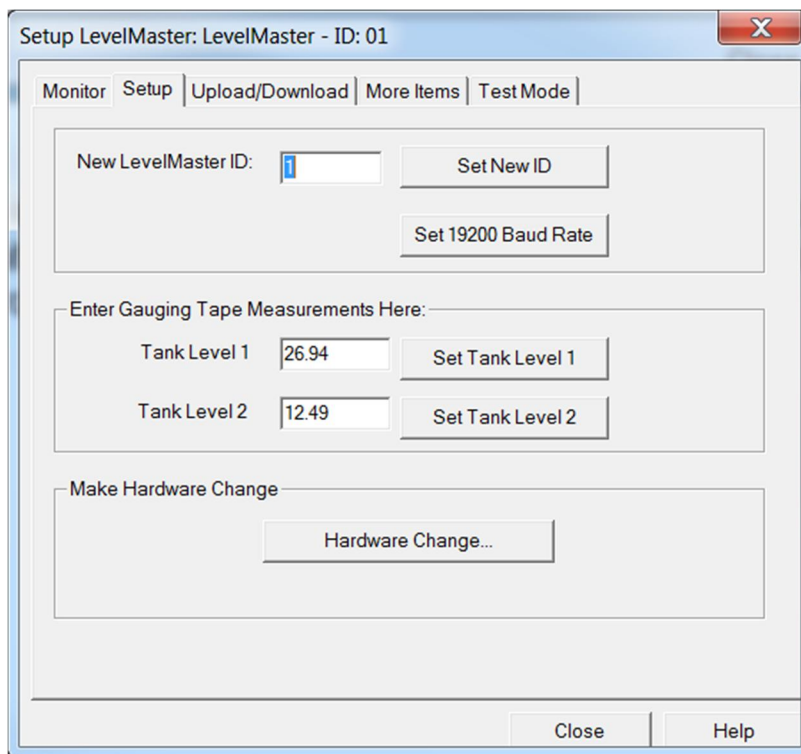 Setup LevelMaster: LevelMaster - ID: 01
X
Monitor Setup Upload/Download More Items Test Mode
New LevelMaster ID: 1 Set New ID
Set 19200 Baud Rate
Enter Gauging Tape Measurements Here:
Tank Level 1 26.94 Set Tank Level 1
Tank Level 2 12.49 Set Tank Level 2
Make Hardware Change
Hardware Change...
Close Help